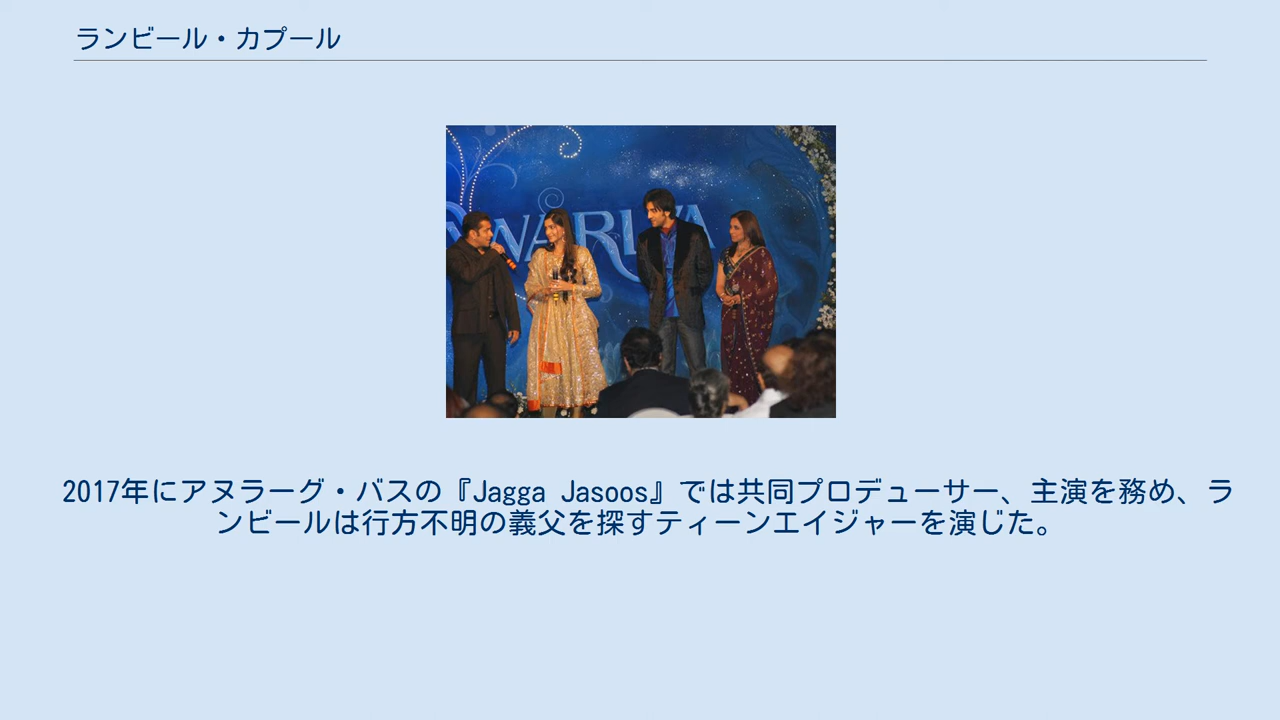 ランビール・カプール
WARIYA
2017年にアヌラーグ・バスの『Jagga Jasoos』では共同プロデューサー、主演を務め、ラ
ンビールは行方不明の義父を探すティーンエイジャーを演じた。